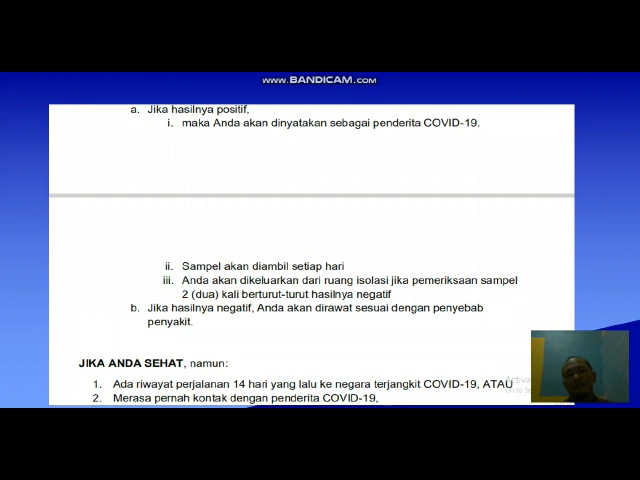 www.BANDICAM.com
a. Jika hasilnya positif,
i. maka Anda akan dinyatakan sebagai penderita COVID-19.
ii. Sampel akan diambil setiap hari
iii. Anda akan dikeluarkan dari ruang isolasi jika pemeriksaan sampel
2 (dua) kali berturut-turut hasilnya negatif
b. Jika hasilnya negatif, Anda akan dirawat sesuai dengan penyebab
penyakit.
JIKA ANDA SEHAT, namun:
1. Ada riwayat perjalanan 14 hari yang lalu ke negara terjangkit COVID-19, ATAU
2. Merasa pernah kontak dengan penderita COVID-19,